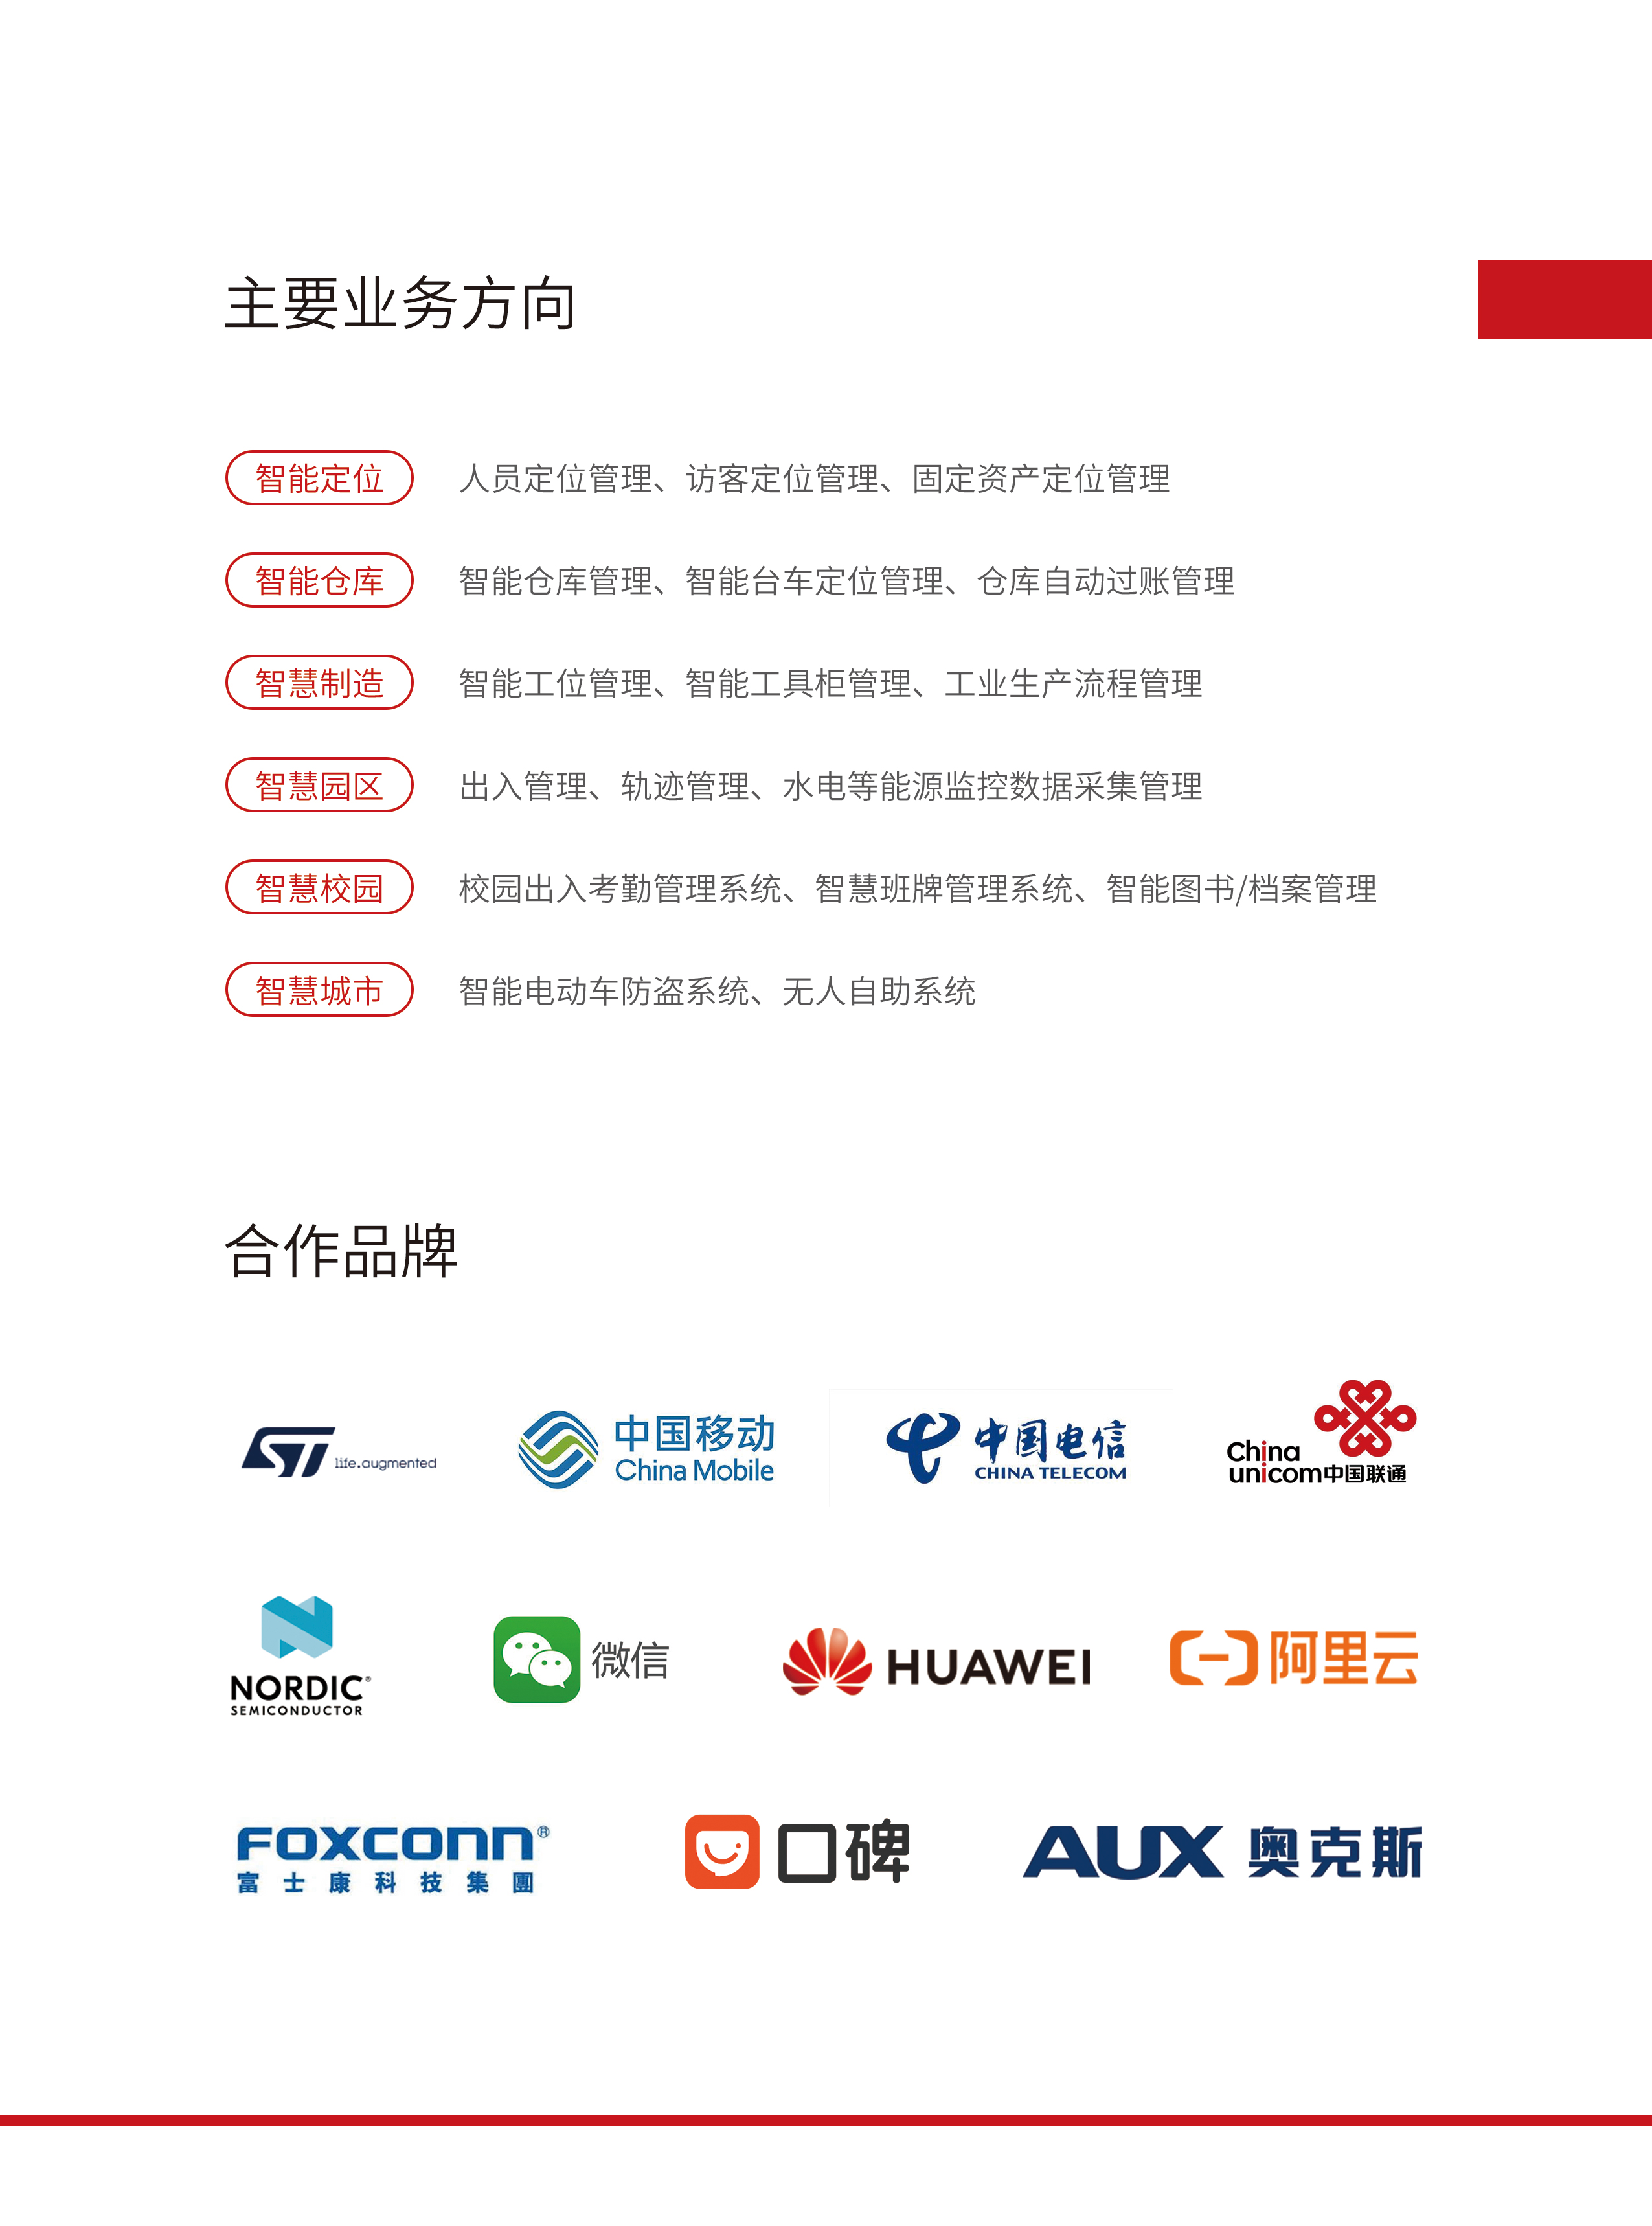 主要业务方向
智能定位 人员定位管理、访客定位管理、固定资产定位管理
智能仓库 智能仓库管理、智能台车定位管理、仓库自动过账管理
智慧制造 智能工位管理、智能工具柜管理、工业生产流程管理
智慧园区 出入管理、轨迹管理、水电等能源监控数据采集管理
智慧校园 校园出入考勤管理系统、智慧班牌管理系统、智能图书/档案管理
智慧城市 智能电动车防盗系统、无人自助系统
合作品牌
ST life.augmented
中国移动
China Mobile
中国电信
CHINA TELECOM
China
unicom中国联通
NORDIC®
SEMICONDUCTOR
微信
HUAWEI
阿里云
FOXCONN®
富士康科技集團
口碑
AUX 奥克斯